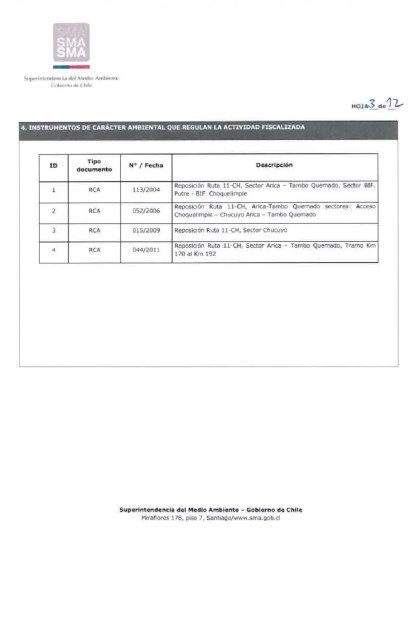 SMA
SMA
SMA
Superintendencia del Medio Ambiente
Gobierno de Chile
HOJA 3 de 12
4. INSTRUMENTOS DE CARÁCTER AMBIENTAL QUE REGULAN LA ACTIVIDAD FISCALIZADA
ID Tipo documento N° / Fecha Descripción
1 RCA 113/2004 Reposición Ruta 11-CH, Sector Arica – Tambo Quemado, Sector BIF.
Putre - BIF. Choquelimpie
2 RCA 052/2006 Reposición Ruta 11-CH, Arica-Tambo Quemado sectores: Acceso
Choquelimpie – Chucuyo Arica – Tambo Quemado
3 RCA 015/2009 Reposición Ruta 11-CH, Sector Chucuyo
4 RCA 044/2011 Reposición Ruta 11-CH, Sector Arica – Tambo Quemado, Tramo Km
170 al Km 192
Superintendencia del Medio Ambiente – Gobierno de Chile
Miraflores 178, piso 7, Santiago/www.sma.gob.cl